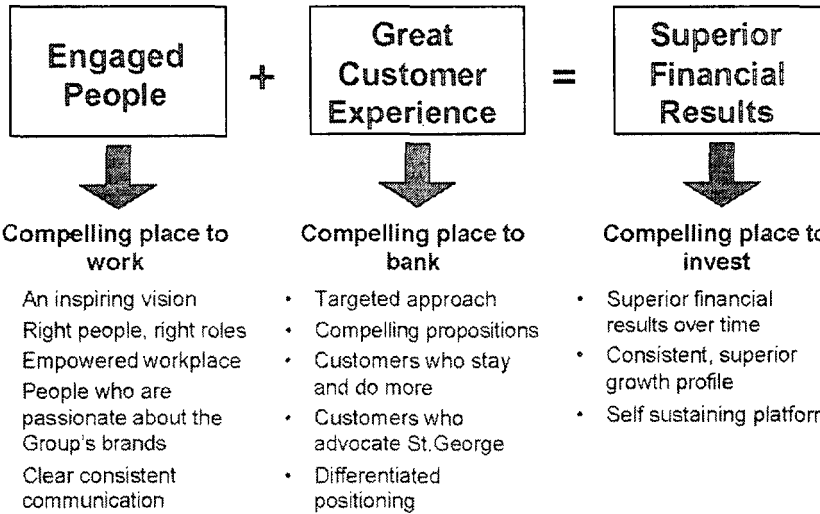 Engaged
People
+
Great
Customer
Experience
=
Superior
Financial
Results
Compelling place to
work
An inspiring vision
Right people, right roles
Empowered workplace
People who are
passionate about the
Group's brands
Clear consistent
communication
Compelling place to
bank
• Targeted approach
• Compelling propositions
• Customers who stay
and do more
• Customers who
advocate St.George
• Differentiated
positioning
Compelling place to
invest
• Superior financial
results over time
• Consistent, superior
growth profile
• Self sustaining platform